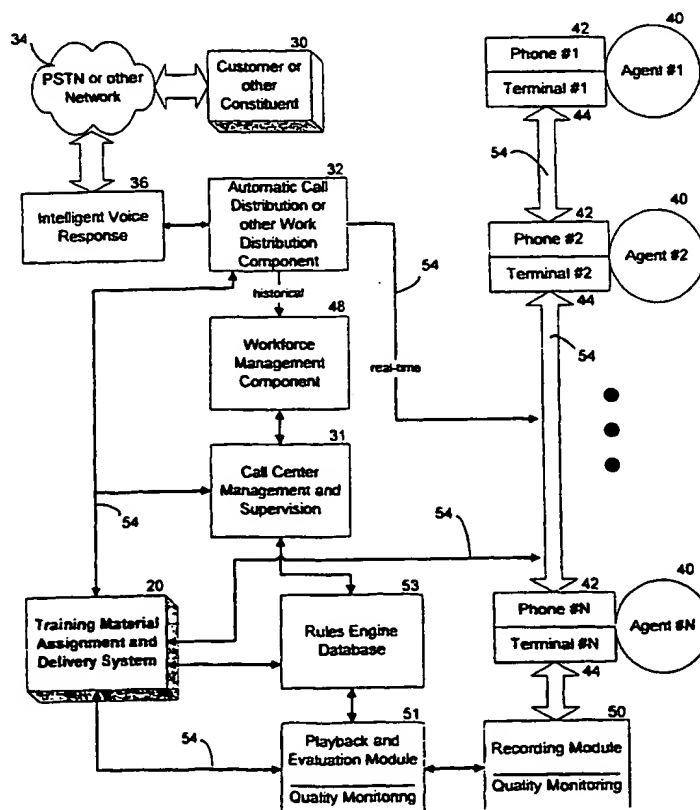 34
PSTN or other
Network
30
Customer or
other
Constituent
36
Intelligent Voice
Response
32
Automatic Call
Distribution or
other Work
Distribution
Component
historical
54
real-time
48
Workforce
Management
Component
31
Call Center
Management and
Supervision
54
54
20
Training Material
Assignment and
Delivery System
53
Rules Engine
Database
54
51
Playback and
Evaluation Module
Quality Monitoring
50
Recording Module
Quality Monitoring
42
Phone #1
Terminal #1
44
40
Agent #1
54
42
Phone #2
Terminal #2
44
40
Agent #2
54
42
Phone #N
Terminal #N
44
40
Agent #N